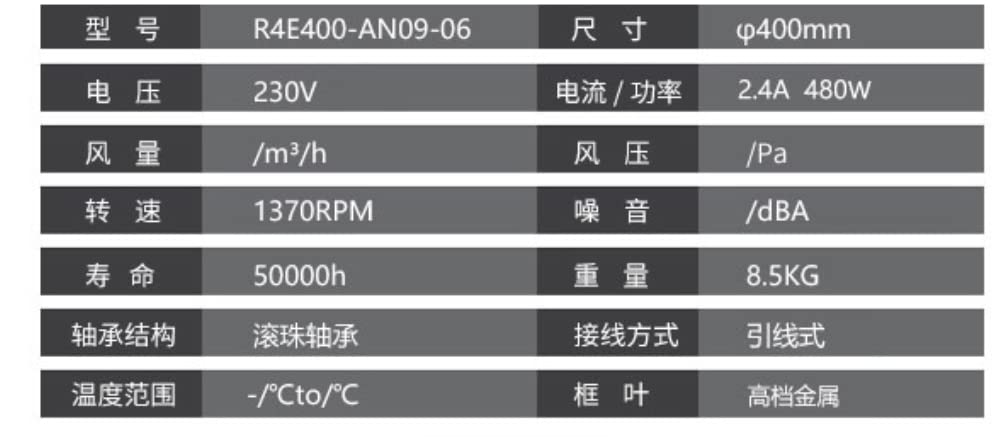 型 号 R4E400-AN09-06 尺 寸 φ400mm
电 压 230V 电流 / 功率 2.4A 480W
风 量 /m³/h 风 压 /Pa
转 速 1370RPM 噪 音 /dBA
寿 命 50000h 重 量 8.5KG
轴承结构 滚珠轴承 接线方式 引线式
温度范围 -/℃to/℃ 框 叶 高档金属